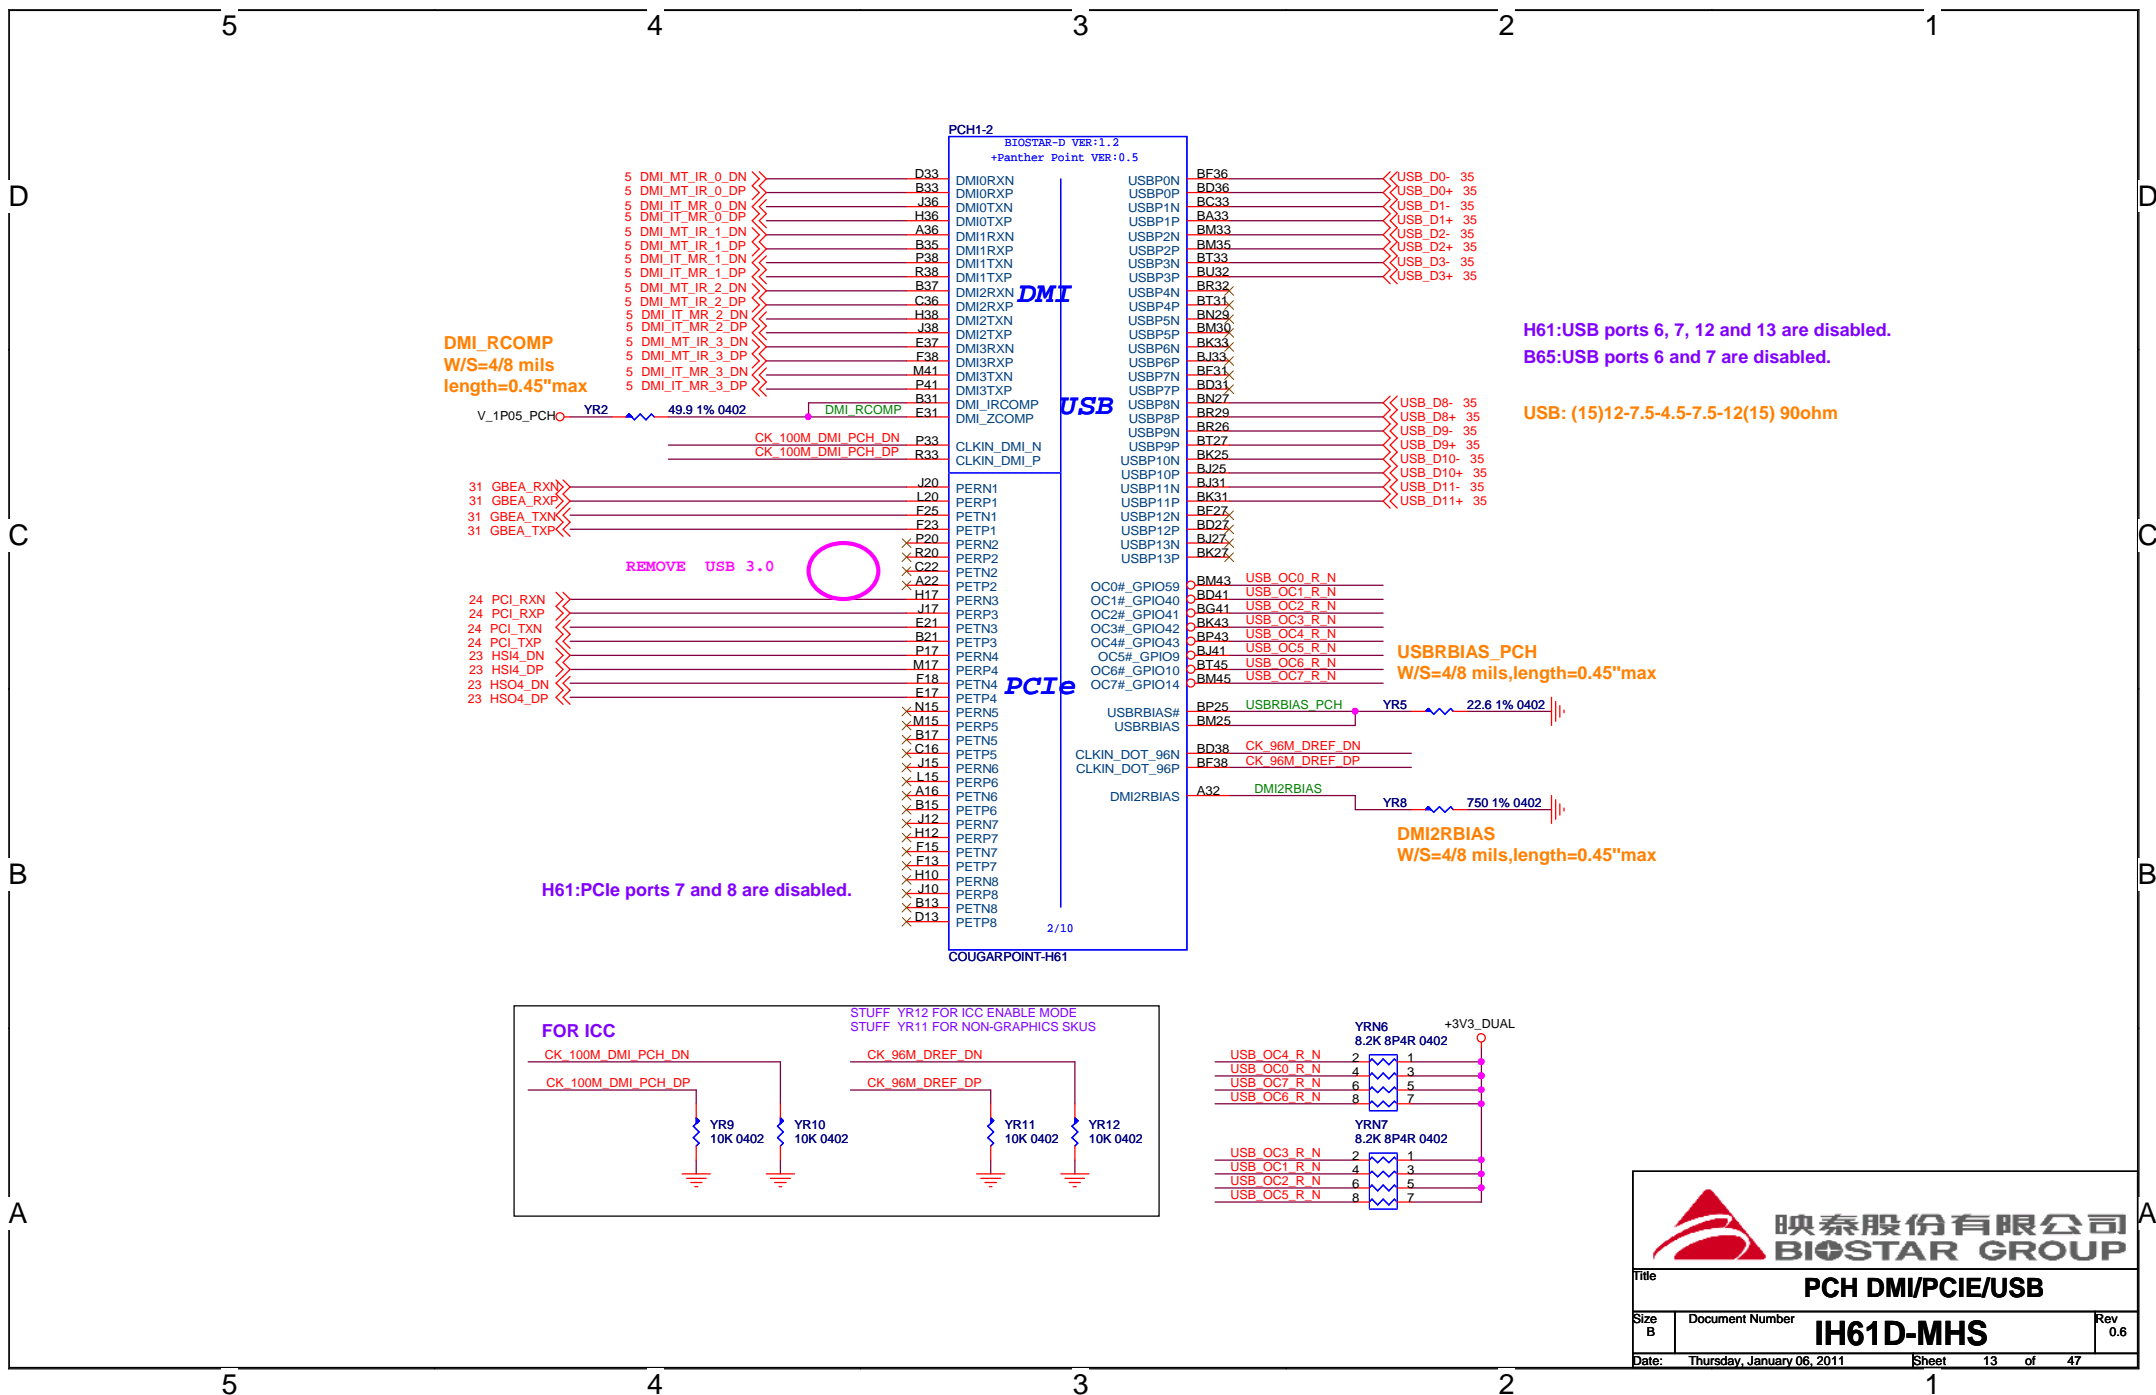 5 4 3 2 1
D D
C C
B B
A A
PCH1-2
BIOSTAR-D VER:1.2
+Panther Point VER:0.5
DMI
USB
PCIe
2/10
COUGARPOINT-H61
5 DMI_MT_IR_0_DN D33 DMI0RXN
5 DMI_MT_IR_0_DP B33 DMI0RXP
5 DMI_IT_MR_0_DN J36 DMI0TXN
5 DMI_IT_MR_0_DP H36 DMI0TXP
5 DMI_MT_IR_1_DN A36 DMI1RXN
5 DMI_MT_IR_1_DP B35 DMI1RXP
5 DMI_IT_MR_1_DN P38 DMI1TXN
5 DMI_IT_MR_1_DP R38 DMI1TXP
5 DMI_MT_IR_2_DN B37 DMI2RXN
5 DMI_MT_IR_2_DP C36 DMI2RXP
5 DMI_IT_MR_2_DN H38 DMI2TXN
5 DMI_IT_MR_2_DP J38 DMI2TXP
5 DMI_MT_IR_3_DN E37 DMI3RXN
5 DMI_MT_IR_3_DP F38 DMI3RXP
5 DMI_IT_MR_3_DN M41 DMI3TXN
5 DMI_IT_MR_3_DP P41 DMI3TXP
B31 DMI_IRCOMP
V_1P05_PCH YR2 49.9 1% 0402 DMI_RCOMP E31 DMI_ZCOMP
DMI_RCOMP
W/S=4/8 mils
length=0.45"max
CK_100M_DMI_PCH_DN P33 CLKIN_DMI_N
CK_100M_DMI_PCH_DP R33 CLKIN_DMI_P
31 GBEA_RXN J20 PERN1
31 GBEA_RXP L20 PERP1
31 GBEA_TXN F25 PETN1
31 GBEA_TXP F23 PETP1
P20 PERN2
R20 PERP2
C22 PETN2
A22 PETP2
REMOVE USB 3.0
24 PCI_RXN H17 PERN3
24 PCI_RXP J17 PERP3
24 PCI_TXN E21 PETN3
24 PCI_TXP B21 PETP3
23 HSI4_DN P17 PERN4
23 HSI4_DP M17 PERP4
23 HSO4_DN F18 PETN4
23 HSO4_DP E17 PETP4
N15 PERN5
M15 PERP5
B17 PETN5
C16 PETP5
J15 PERN6
L15 PERP6
A16 PETN6
B15 PETP6
J12 PERN7
H12 PERP7
F15 PETN7
F13 PETP7
H10 PERN8
J10 PERP8
B13 PETN8
D13 PETP8
H61:PCIe ports 7 and 8 are disabled.
USBP0N BF36 USB_D0- 35
USBP0P BD36 USB_D0+ 35
USBP1N BC33 USB_D1- 35
USBP1P BA33 USB_D1+ 35
USBP2N BM33 USB_D2- 35
USBP2P BM35 USB_D2+ 35
USBP3N BT33 USB_D3- 35
USBP3P BU32 USB_D3+ 35
USBP4N BR32
USBP4P BT31
USBP5N BN29
USBP5P BM30
USBP6N BK33
USBP6P BJ33
USBP7N BF31
USBP7P BD31
USBP8N BN27 USB_D8- 35
USBP8P BR29 USB_D8+ 35
USBP9N BR26 USB_D9- 35
USBP9P BT27 USB_D9+ 35
USBP10N BK25 USB_D10- 35
USBP10P BJ25 USB_D10+ 35
USBP11N BJ31 USB_D11- 35
USBP11P BK31 USB_D11+ 35
USBP12N BF27
USBP12P BD27
USBP13N BJ27
USBP13P BK27
H61:USB ports 6, 7, 12 and 13 are disabled.
B65:USB ports 6 and 7 are disabled.
USB: (15)12-7.5-4.5-7.5-12(15) 90ohm
OC0#_GPIO59 BM43 USB_OC0_R_N
OC1#_GPIO40 BD41 USB_OC1_R_N
OC2#_GPIO41 BG41 USB_OC2_R_N
OC3#_GPIO42 BK43 USB_OC3_R_N
OC4#_GPIO43 BP43 USB_OC4_R_N
OC5#_GPIO9 BJ41 USB_OC5_R_N
OC6#_GPIO10 BT45 USB_OC6_R_N
OC7#_GPIO14 BM45 USB_OC7_R_N
USBRBIAS_PCH
W/S=4/8 mils,length=0.45"max
USBRBIAS# BP25 USBRBIAS_PCH YR5 22.6 1% 0402
USBRBIAS BM25
CLKIN_DOT_96N BD38 CK_96M_DREF_DN
CLKIN_DOT_96P BF38 CK_96M_DREF_DP
DMI2RBIAS A32 DMI2RBIAS YR8 750 1% 0402
DMI2RBIAS
W/S=4/8 mils,length=0.45"max
FOR ICC
STUFF YR12 FOR ICC ENABLE MODE
STUFF YR11 FOR NON-GRAPHICS SKUS
CK_100M_DMI_PCH_DN CK_96M_DREF_DN
CK_100M_DMI_PCH_DP CK_96M_DREF_DP
YR9 YR10 YR11 YR12
10K 0402 10K 0402 10K 0402 10K 0402
YRN6 +3V3_DUAL
8.2K 8P4R 0402
USB_OC4_R_N 2 1
USB_OC0_R_N 4 3
USB_OC7_R_N 6 5
USB_OC6_R_N 8 7
YRN7
8.2K 8P4R 0402
USB_OC3_R_N 2 1
USB_OC1_R_N 4 3
USB_OC2_R_N 6 5
USB_OC5_R_N 8 7
映泰股份有限公司
BIOSTAR GROUP
Title
PCH DMI/PCIE/USB
Size Document Number Rev
B IH61D-MHS 0.6
Date: Thursday, January 06, 2011 Sheet 13 of 47
5 4 3 2 1